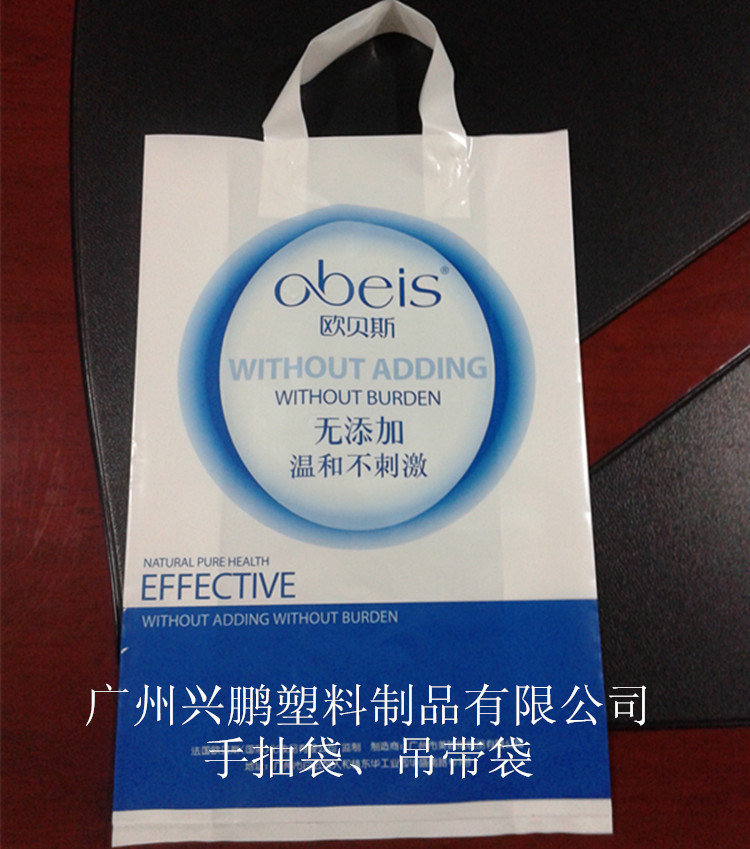 obeis®
欧贝斯
WITHOUT ADDING
WITHOUT BURDEN
无添加
温和不刺激
NATURAL PURE HEALTH
EFFECTIVE
WITHOUT ADDING WITHOUT BURDEN
广州兴鹏塑料制品有限公司
手抽袋、吊带袋